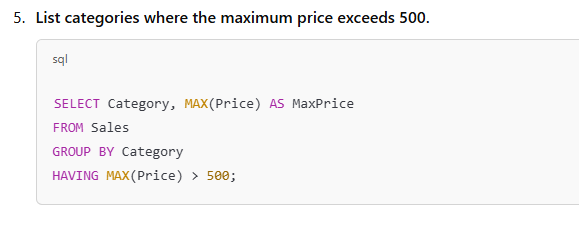 5. List categories where the maximum price exceeds 500.
sql
SELECT Category, MAX(Price) AS MaxPrice
FROM Sales
GROUP BY Category
HAVING MAX(Price) > 500;